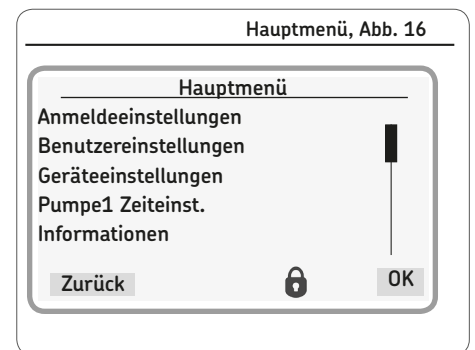 Hauptmenü, Abb. 16
Hauptmenü
Anmeldeeinstellungen
Benutzereinstellungen
Geräteeinstellungen
Pumpe1 Zeiteinst.
Informationen
Zurück OK